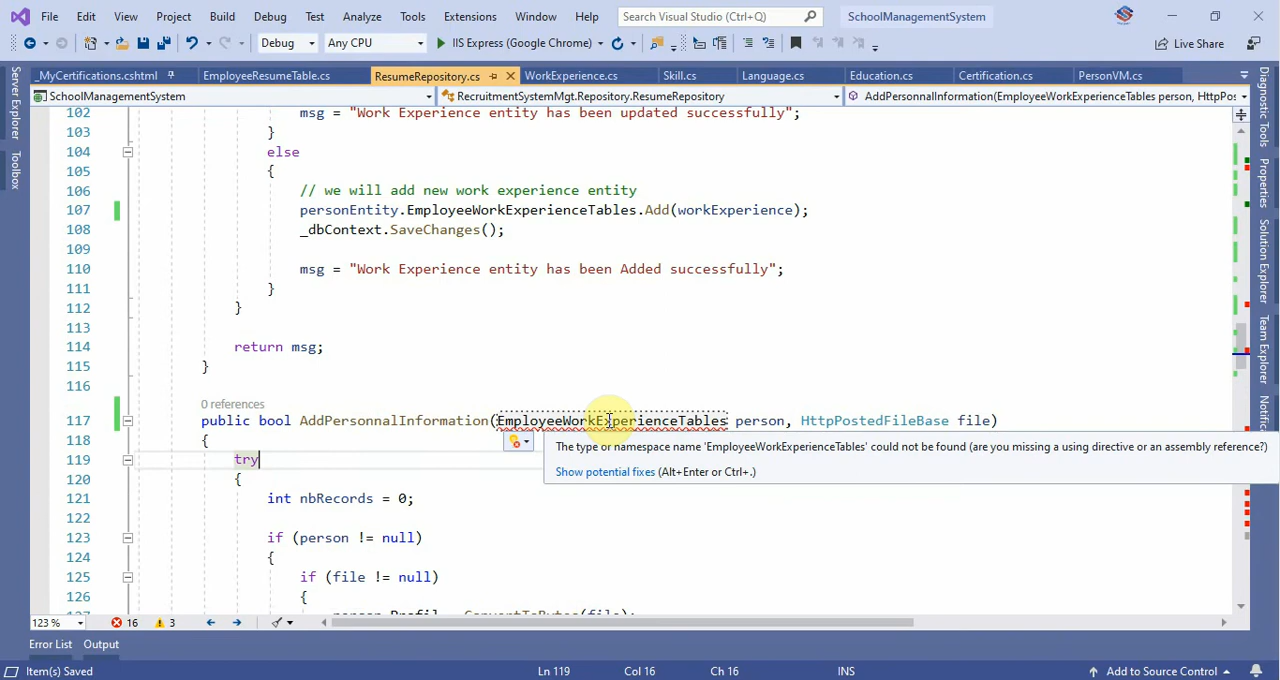 File Edit View Project Build Debug Test Analyze Tools Extensions Window Help Search Visual Studio (Ctrl+Q) SchoolManagementSystem
Debug Any CPU IIS Express (Google Chrome) Live Share
_MyCertifications.cshtml EmployeeResumeTable.cs ResumeRepository.cs WorkExperience.cs Skill.cs Language.cs Education.cs Certification.cs PersonVM.cs
SchoolManagementSystem RecruitmentSystemMgt.Repository.ResumeRepository AddPersonnalInformation(EmployeeWorkExperienceTables person, HttpPos
Server Explorer
Toolbox
102 msg = "Work Experience entity has been updated successfully";
103 }
104 else
105 {
106 // we will add new work experience entity
107 personEntity.EmployeeWorkExperienceTables.Add(workExperience);
108 _dbContext.SaveChanges();
109
110 msg = "Work Experience entity has been Added successfully";
111 }
112 }
113
114 return msg;
115 }
116
0 references
117 public bool AddPersonnalInformation(EmployeeWorkExperienceTables person, HttpPostedFileBase file)
118 {
The type or namespace name 'EmployeeWorkExperienceTables' could not be found (are you missing a using directive or an assembly reference?)
Show potential fixes (Alt+Enter or Ctrl+.)
119 try
120 {
121 int nbRecords = 0;
122
123 if (person != null)
124 {
125 if (file != null)
126 {
127 person.Profil = ConvertToBytes(file);
Diagnostic Tools
Properties
Solution Explorer
Team Explorer
123 % 16 3
Error List Output
Item(s) Saved Ln 119 Col 16 Ch 16 INS Add to Source Control